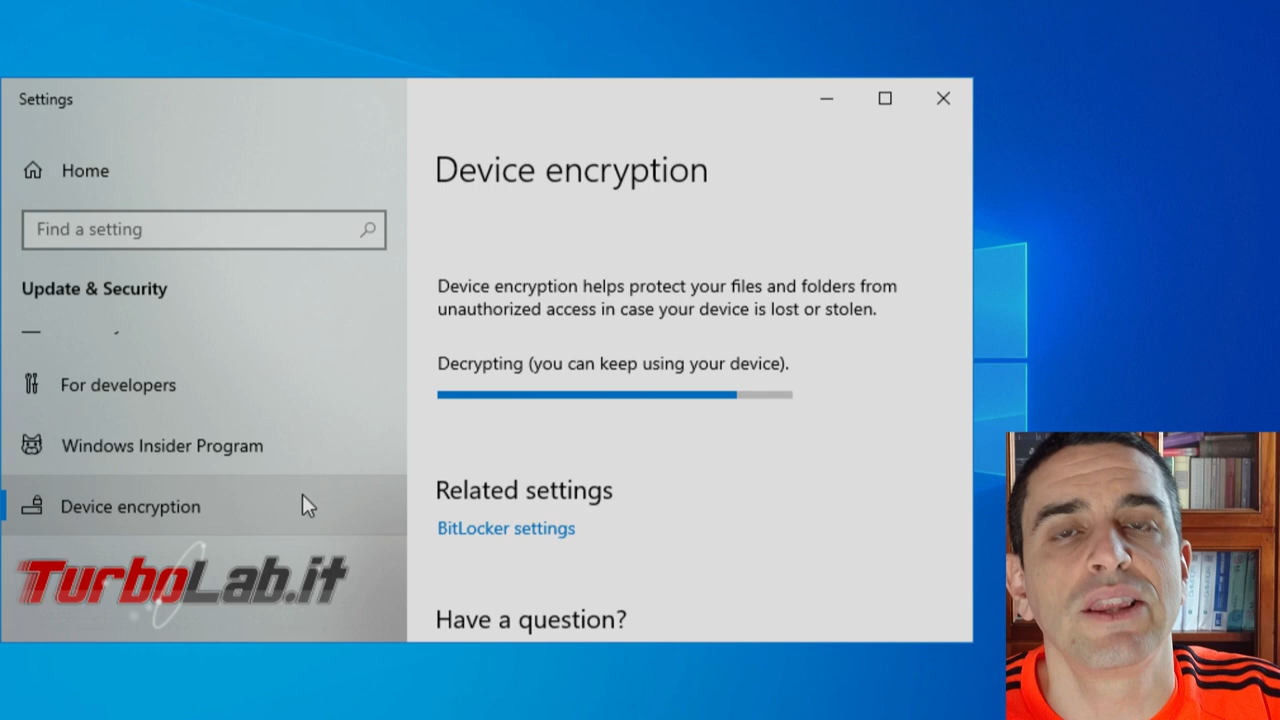 Settings
Home
Find a setting
Update & Security
For developers
Windows Insider Program
Device encryption
TurboLab.it
Device encryption
Device encryption helps protect your files and folders from
unauthorized access in case your device is lost or stolen.
Decrypting (you can keep using your device).
Related settings
BitLocker settings
Have a question?